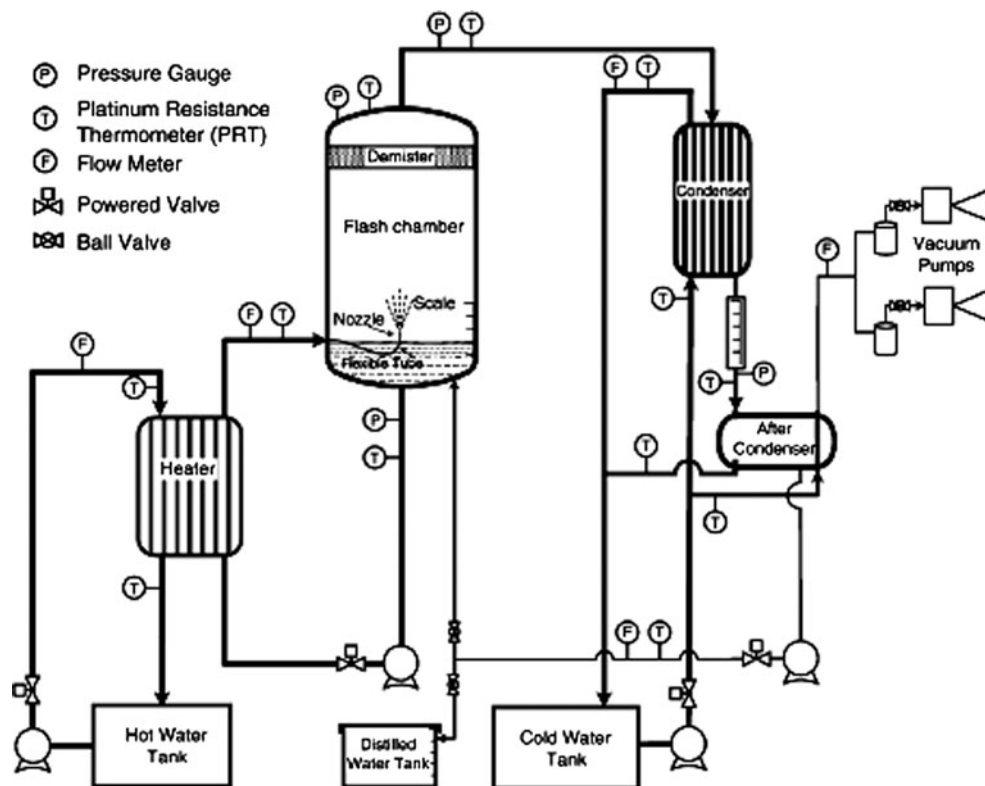 P Pressure Gauge
T Platinum Resistance
Thermometer (PRT)
F Flow Meter
Powered Valve
Ball Valve
P
T
P
T
F
T
Demister
Condenser
Flash chamber
Scale
Nozzle
Flexible Tube
F
T
F
T
Heater
T
P
T
T
T
P
After
Condenser
T
T
F
Vacuum
Pumps
F
T
Hot Water
Tank
Distilled
Water Tank
Cold Water
Tank